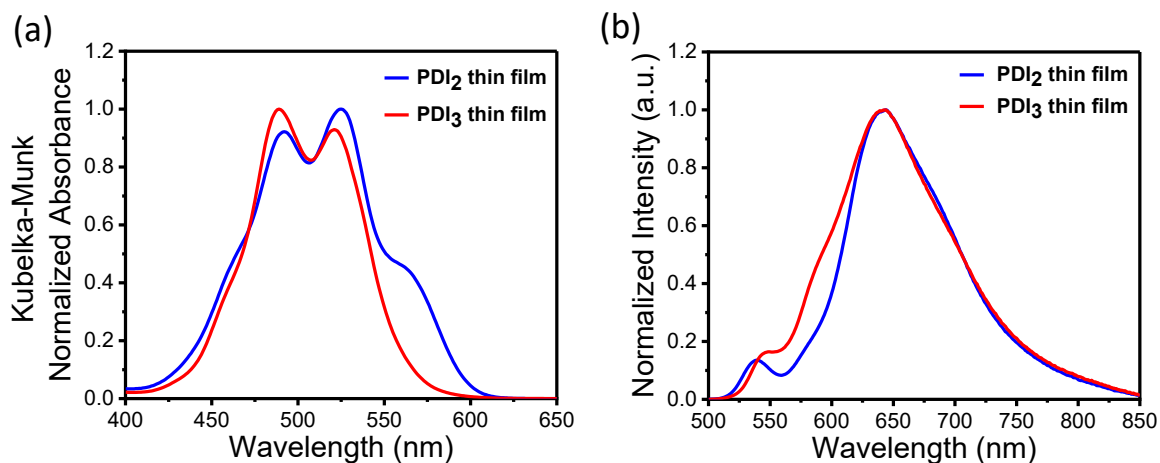 (a)
Kubelka-Munk
Normalized Absorbance
1.2
1.0
0.8
0.6
0.4
0.2
0.0
PDI2 thin film
PDI3 thin film
400 450 500 550 600 650
Wavelength (nm)
(b)
Normalized Intensity (a.u.)
1.2
1.0
0.8
0.6
0.4
0.2
0.0
PDI2 thin film
PDI3 thin film
500 550 600 650 700 750 800 850
Wavelength (nm)